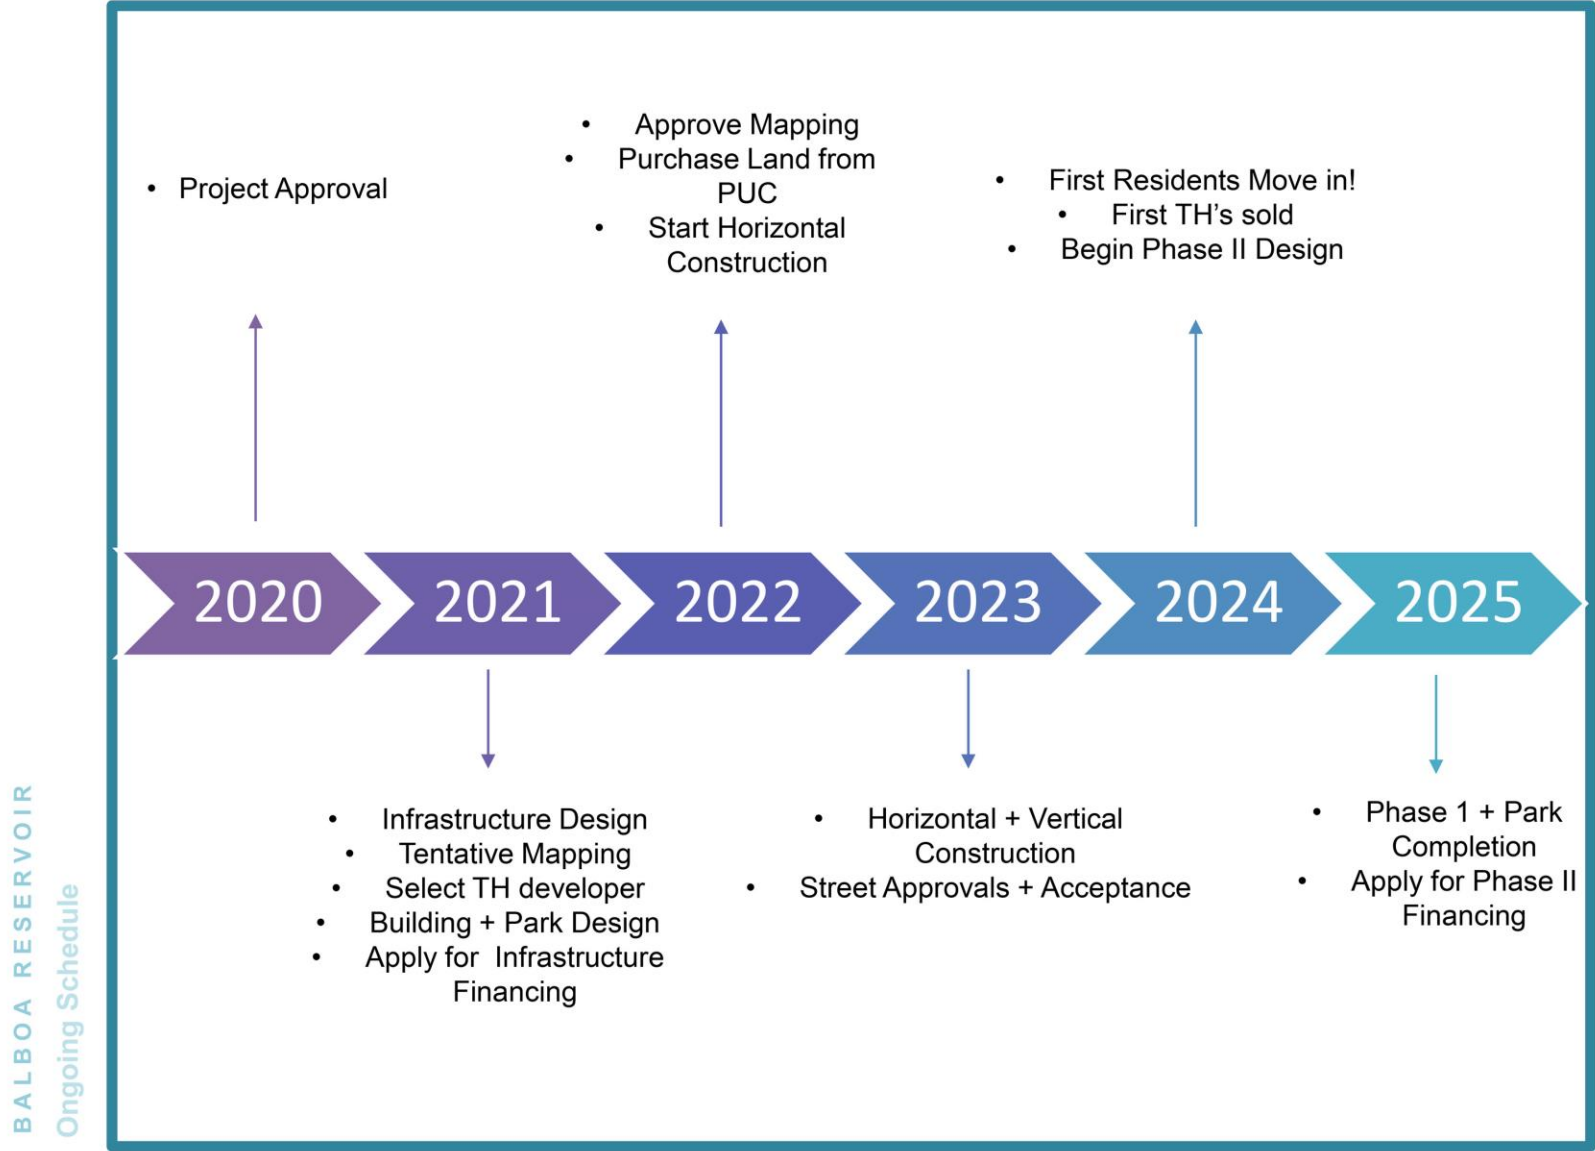 • Project Approval
• Approve Mapping
• Purchase Land from
PUC
• Start Horizontal
Construction
• First Residents Move in!
• First TH’s sold
• Begin Phase II Design
2020
2021
2022
2023
2024
2025
• Infrastructure Design
• Tentative Mapping
• Select TH developer
• Building + Park Design
• Apply for Infrastructure
Financing
• Horizontal + Vertical
Construction
• Street Approvals + Acceptance
• Phase 1 + Park
Completion
• Apply for Phase II
Financing
BALBOA RESERVOIR
Ongoing Schedule